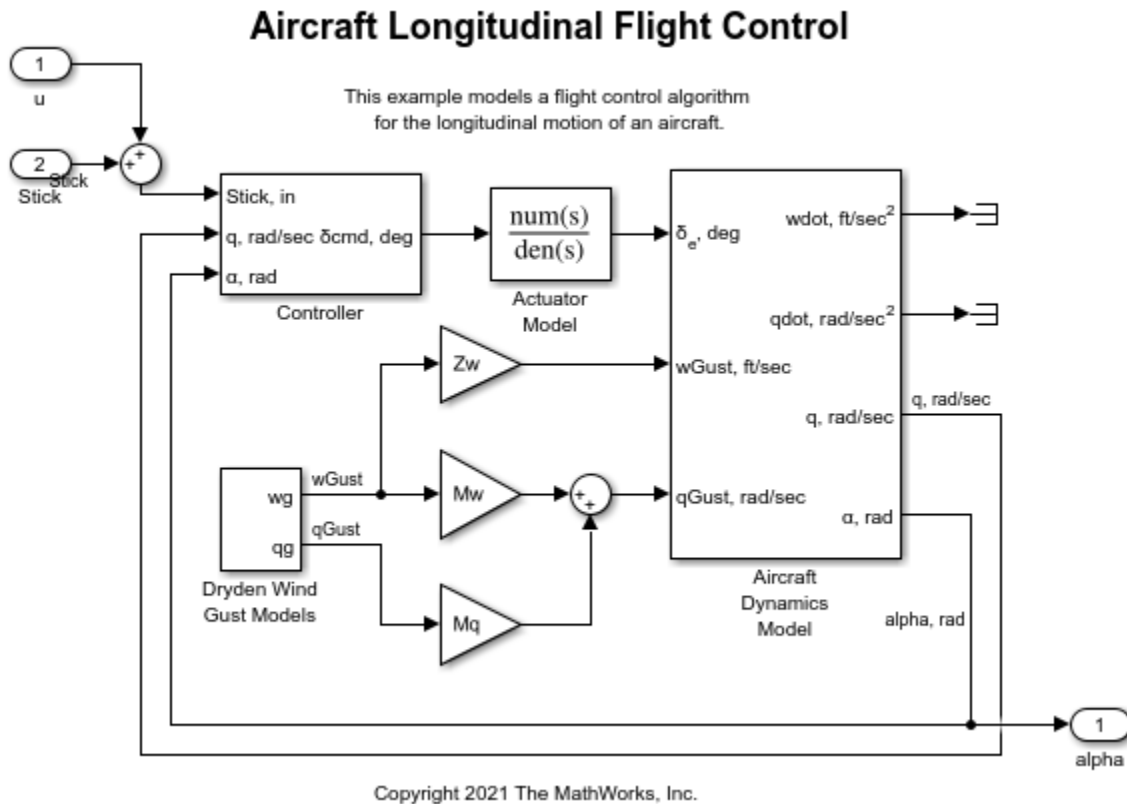 Aircraft Longitudinal Flight Control
This example models a flight control algorithm
for the longitudinal motion of an aircraft.
1
u
2
Stick
Stick
+
+
Stick, in
q, rad/sec δcmd, deg
α, rad
Controller
num(s)
den(s)
Actuator
Model
δe, deg
wGust, ft/sec
qGust, rad/sec
wdot, ft/sec²
qdot, rad/sec²
q, rad/sec
α, rad
Aircraft
Dynamics
Model
q, rad/sec
alpha, rad
Zw
Mw
Mq
+
+
wg
qg
wGust
qGust
Dryden Wind
Gust Models
1
alpha
Copyright 2021 The MathWorks, Inc.